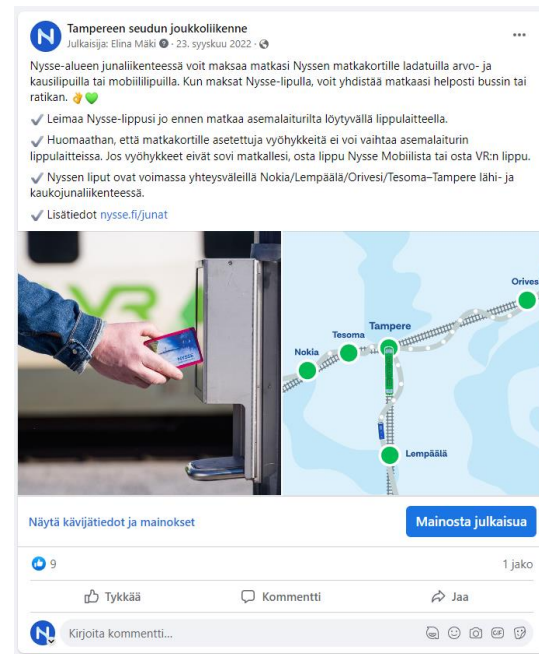 Tampereen seudun joukkoliikenne
Julkaisija: Elina Mäki · 23. syyskuu 2022 ·
Nysse-alueen junaliikenteessä voit maksaa matkasi Nyssen matkakortille ladatuilla arvo- ja
kausilipuilla tai mobiililipuilla. Kun maksat Nysse-lipulla, voit yhdistää matkaasi helposti bussin tai
ratikan. 👌💚
✔ Leimaa Nysse-lippusi jo ennen matkaa asemalaiturilta löytyvällä lippulaitteella.
✔ Huomaathan, että matkakortille asetettuja vyöhykkeitä ei voi vaihtaa asemalaiturin
lippulaitteissa. Jos vyöhykkeet eivät sovi matkallesi, osta lippu Nysse Mobiilista tai osta VR:n lippu.
✔ Nyssen liput ovat voimassa yhteysväleillä Nokia/Lempäälä/Orivesi/Tesoma–Tampere lähi- ja
kaukojunaliikenteessä.
✔ Lisätiedot nysse.fi/junat
VR
NYSSE
Orivesi
Tampere
Tesoma
Nokia
Lempäälä
Näytä kävijätiedot ja mainokset
Mainosta julkaisua
9
1 jako
Tykkää
Kommentti
Jaa
Kirjoita kommentti...
GIF